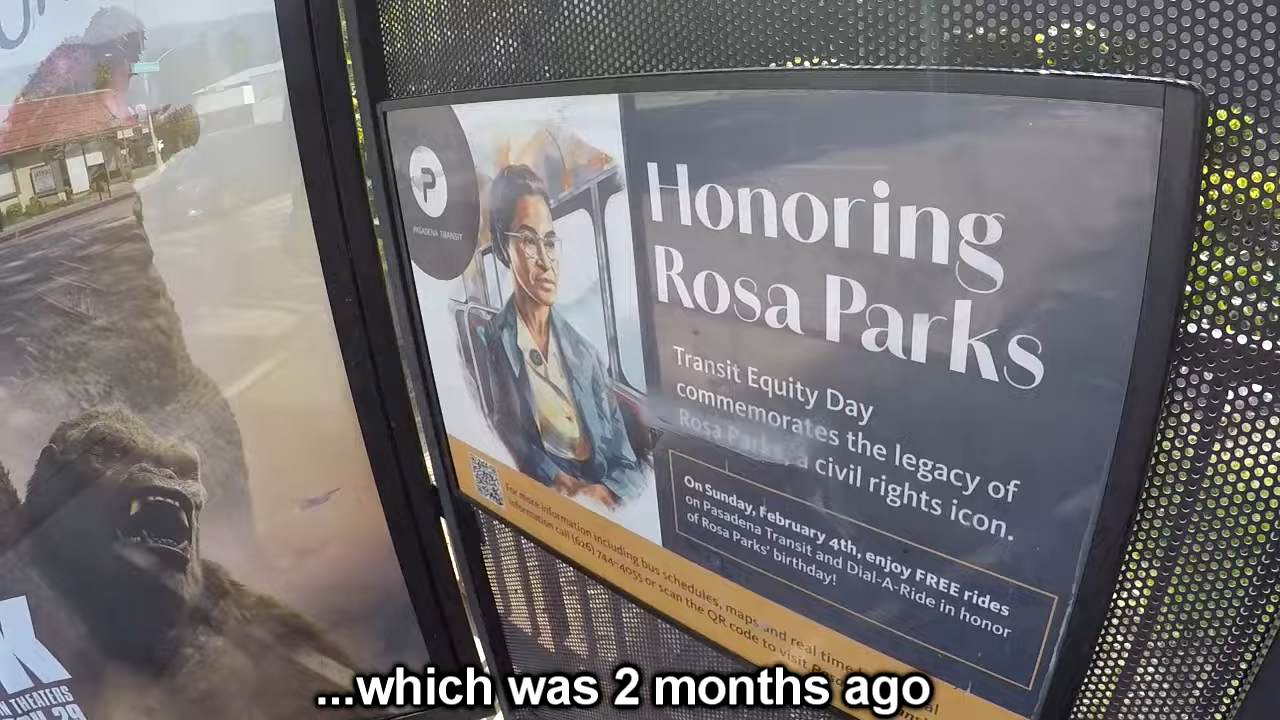 P
PASADENA TRANSIT
Honoring
Rosa Parks
Transit Equity Day
commemorates the legacy of
Rosa Parks, a civil rights icon.
On Sunday, February 4th, enjoy FREE rides
on Pasadena Transit and Dial-A-Ride in honor
of Rosa Parks' birthday!
For more information including bus schedules, maps and real time
information call (626) 744-4055 or scan the QR code to visit
THEATERS
...which was 2 months ago